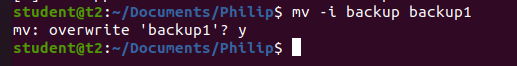 student@t2:~/Documents/Philip$ mv -i backup backup1
mv: overwrite 'backup1'? y
student@t2:~/Documents/Philip$